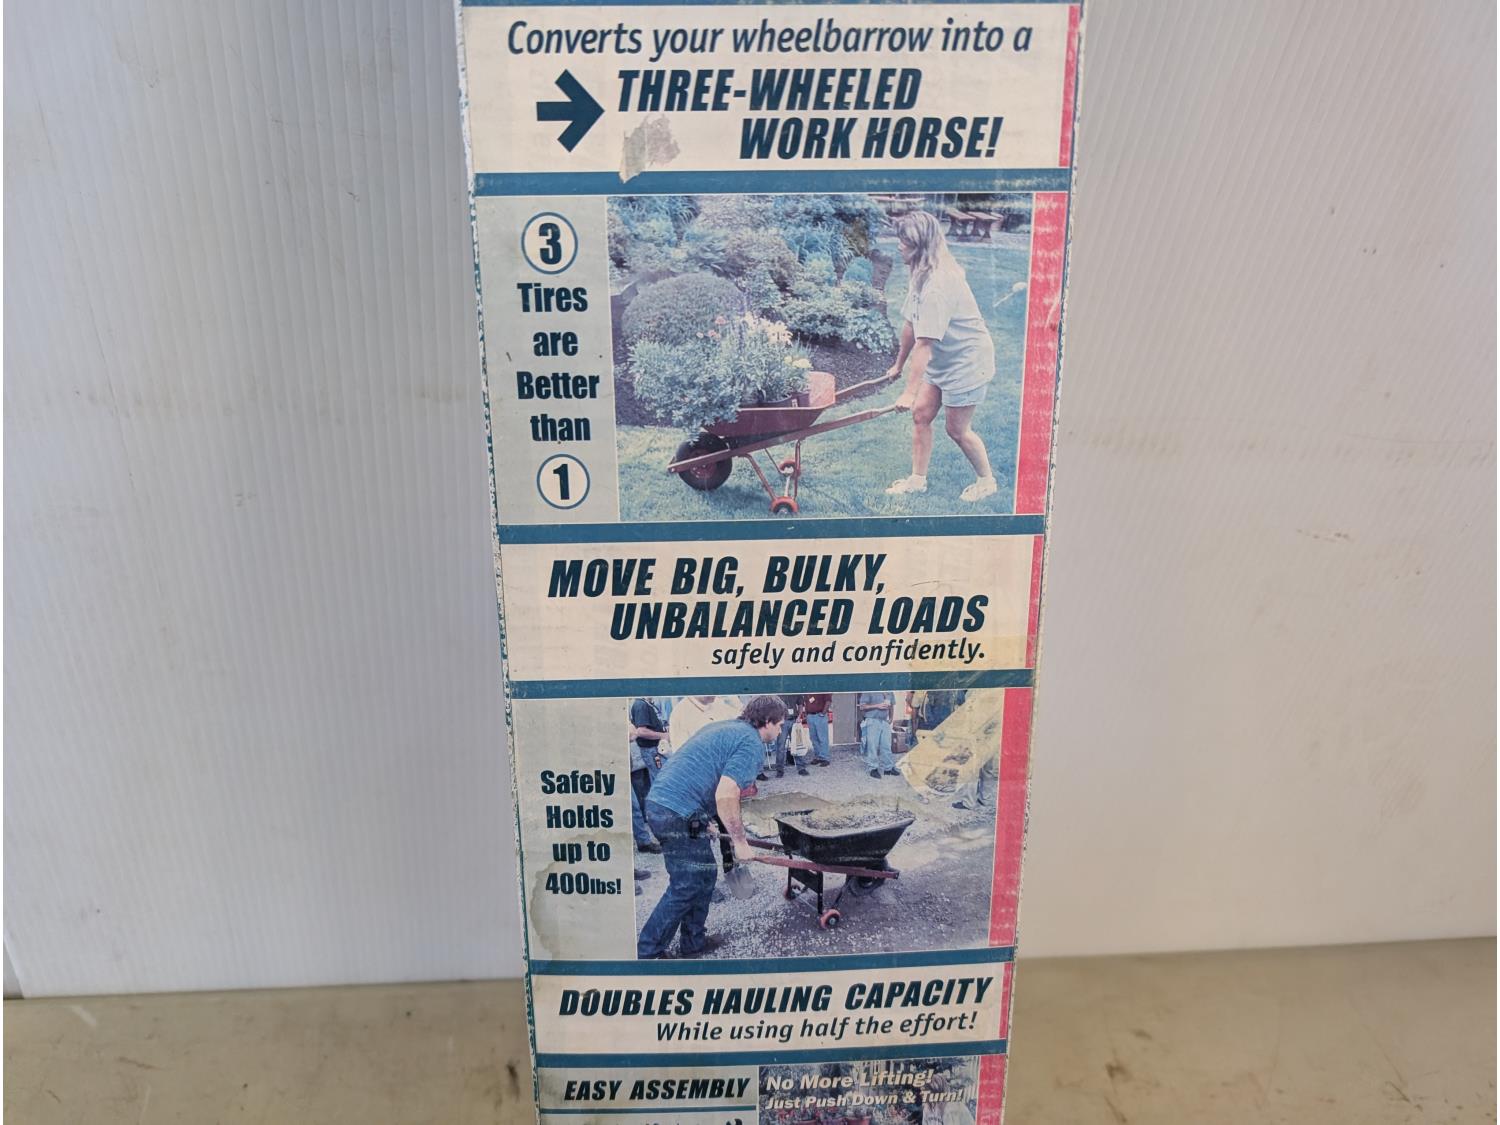 Converts your wheelbarrow into a
THREE-WHEELED
WORK HORSE!
3
Tires
are
Better
than
1
MOVE BIG, BULKY,
UNBALANCED LOADS
safely and confidently.
Safely
Holds
up to
400lbs!
DOUBLES HAULING CAPACITY
While using half the effort!
EASY ASSEMBLY
No More Lifting!
Just Push Down & Turn!